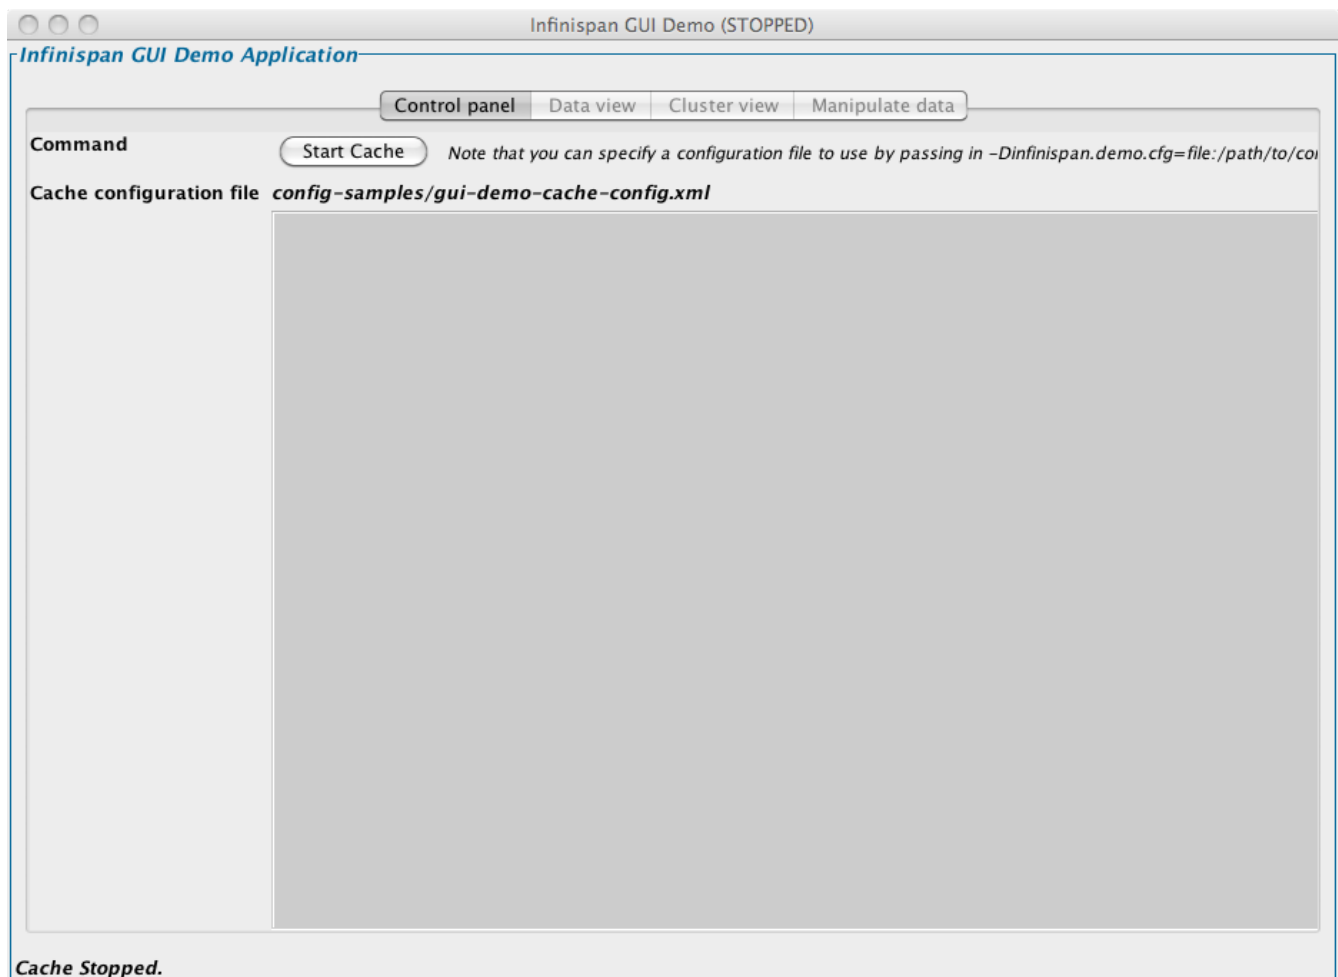 Infinispan GUI Demo (STOPPED)
Infinispan GUI Demo Application
Control panel Data view Cluster view Manipulate data
Command Start Cache Note that you can specify a configuration file to use by passing in -Dinfinispan.demo.cfg=file:/path/to/con
Cache configuration file config-samples/gui-demo-cache-config.xml
Cache Stopped.